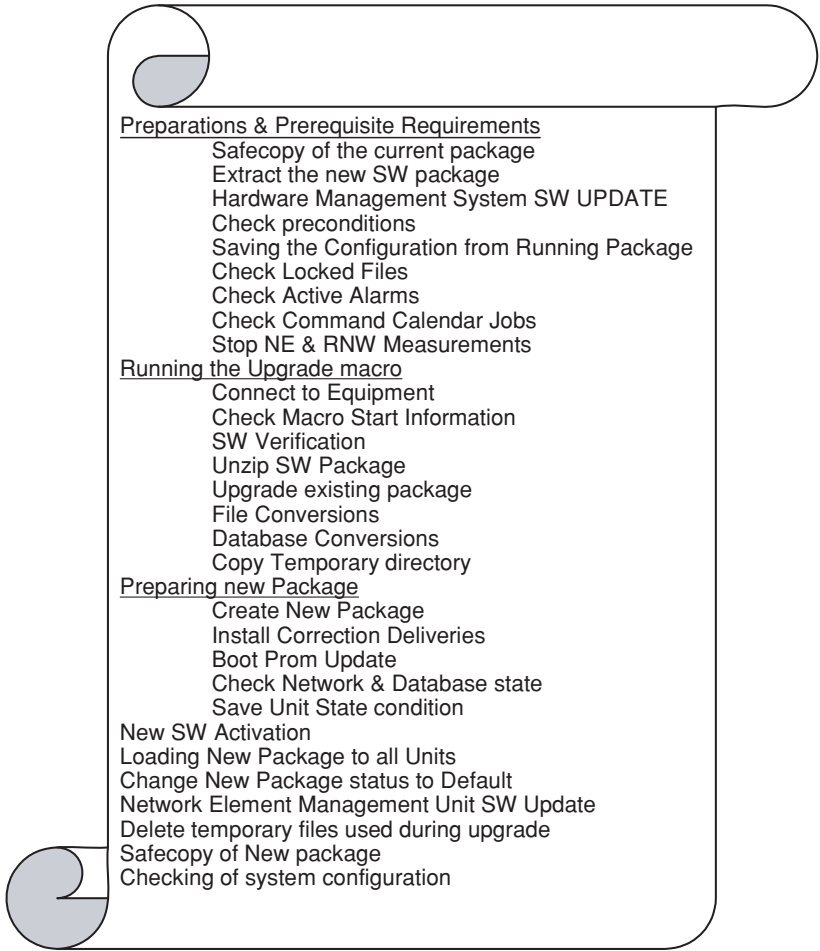 Preparations & Prerequisite Requirements
Safecopy of the current package
Extract the new SW package
Hardware Management System SW UPDATE
Check preconditions
Saving the Configuration from Running Package
Check Locked Files
Check Active Alarms
Check Command Calendar Jobs
Stop NE & RNW Measurements
Running the Upgrade macro
Connect to Equipment
Check Macro Start Information
SW Verification
Unzip SW Package
Upgrade existing package
File Conversions
Database Conversions
Copy Temporary directory
Preparing new Package
Create New Package
Install Correction Deliveries
Boot Prom Update
Check Network & Database state
Save Unit State condition
New SW Activation
Loading New Package to all Units
Change New Package status to Default
Network Element Management Unit SW Update
Delete temporary files used during upgrade
Safecopy of New package
Checking of system configuration